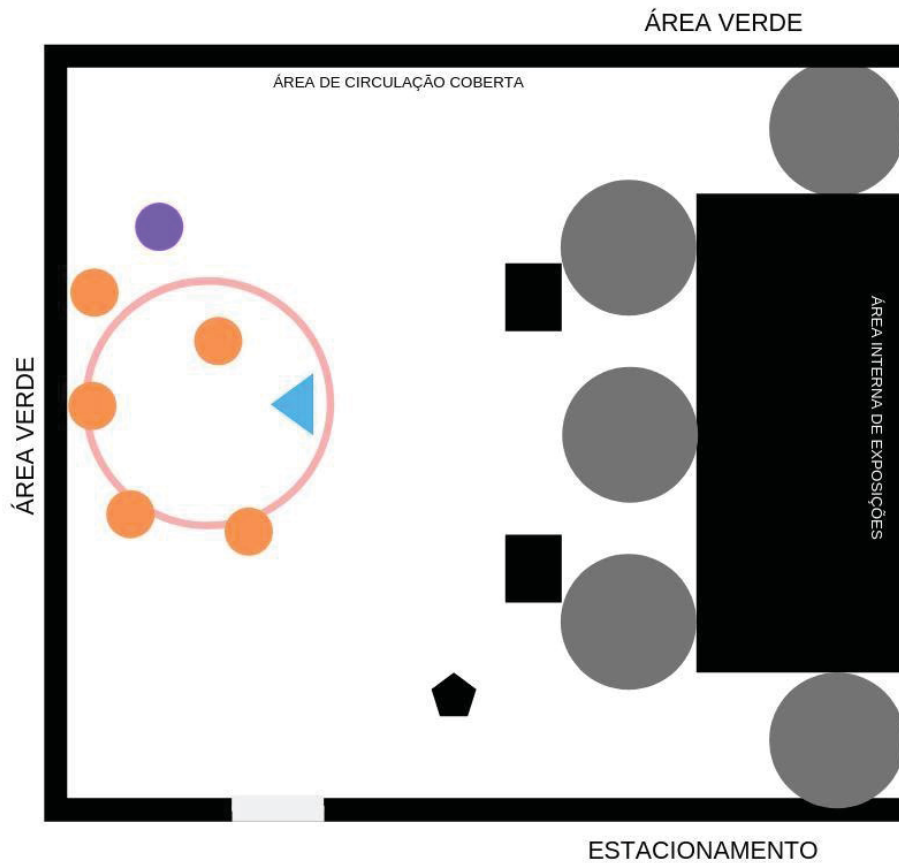 ÁREA VERDE
ÁREA DE CIRCULAÇÃO COBERTA
ÁREA VERDE
ÁREA INTERNA DE EXPOSIÇÕES
ESTACIONAMENTO